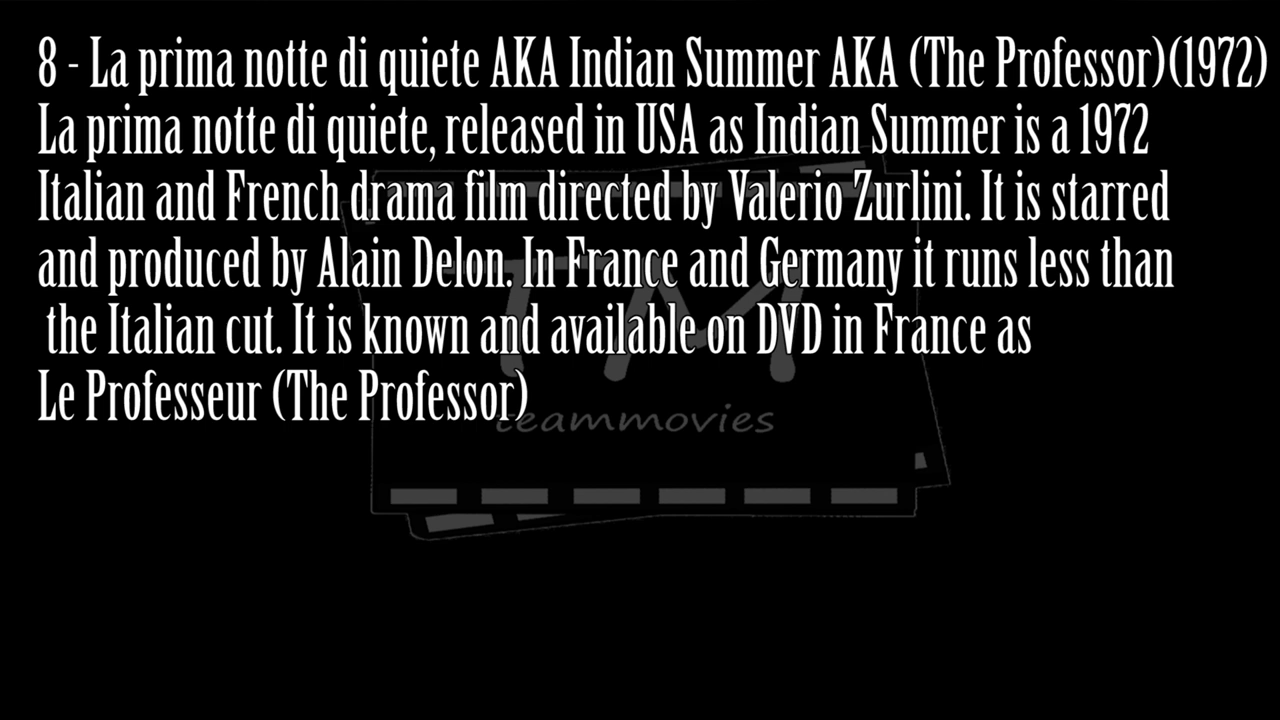 8 - La prima notte di quiete AKA Indian Summer AKA (The Professor)(1972)
La prima notte di quiete, released in USA as Indian Summer is a 1972
Italian and French drama film directed by Valerio Zurlini. It is starred
and produced by Alain Delon. In France and Germany it runs less than
the Italian cut. It is known and available on DVD in France as
Le Professeur (The Professor)
TM
teammovies